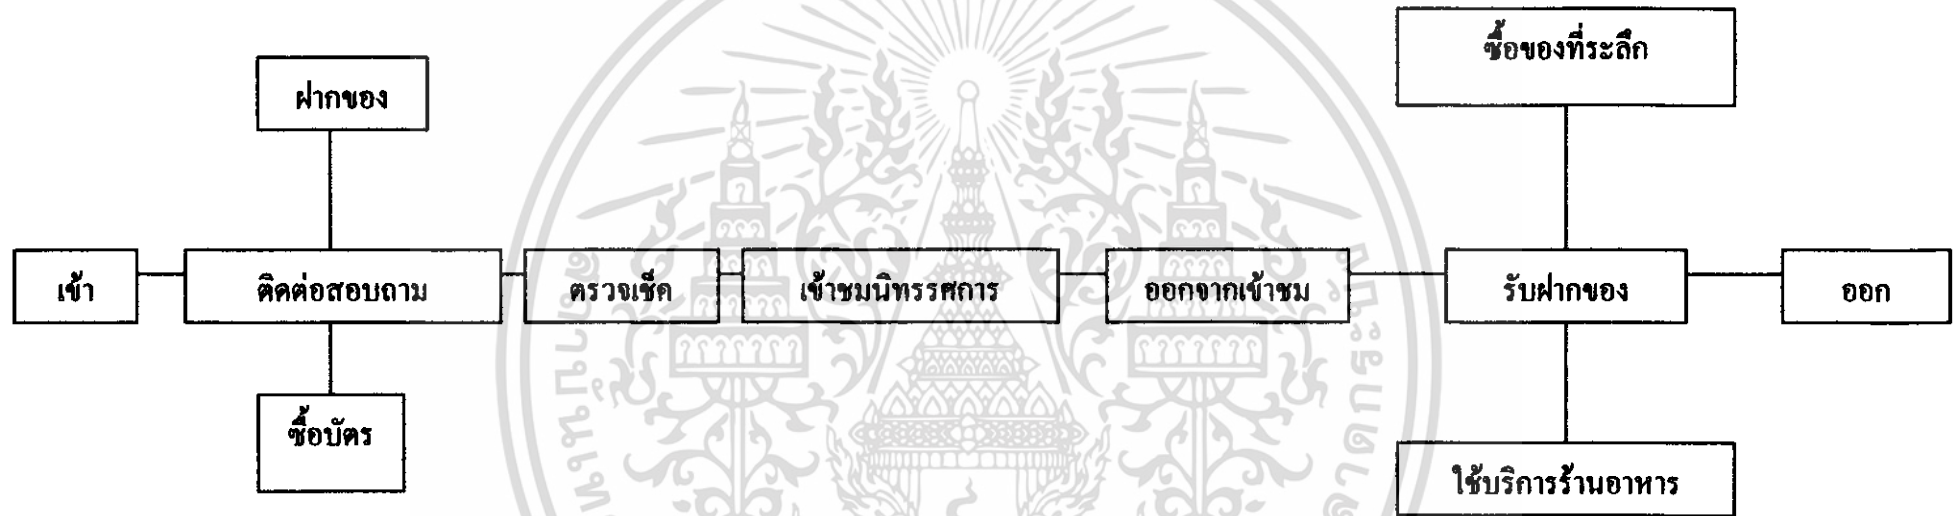 ซื้อของที่ระลึก
ฝากของ
เข้า
ติดต่อสอบถาม
ตรวจเช็ค
เข้าชมนิทรรศการ
ออกจากเข้าชม
รับฝากของ
ออก
ซื้อบัตร
ใช้บริการร้านอาหาร